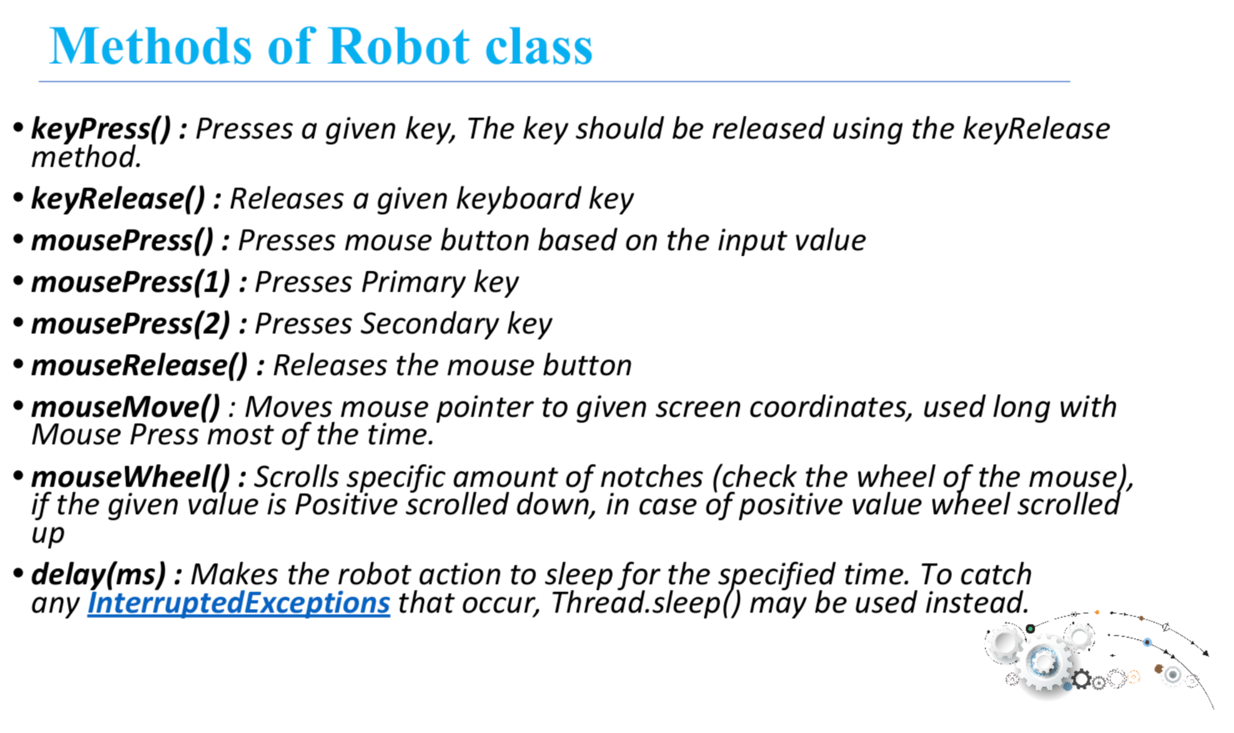 Methods of Robot class
• keyPress() : Presses a given key, The key should be released using the keyRelease
method.
• keyRelease() : Releases a given keyboard key
• mousePress() : Presses mouse button based on the input value
• mousePress(1) : Presses Primary key
• mousePress(2) : Presses Secondary key
• mouseRelease() : Releases the mouse button
• mouseMove() : Moves mouse pointer to given screen coordinates, used long with
Mouse Press most of the time.
• mouseWheel() : Scrolls specific amount of notches (check the wheel of the mouse),
if the given value is Positive scrolled down, in case of positive value wheel scrolled
up
• delay(ms) : Makes the robot action to sleep for the specified time. To catch
any InterruptedExceptions that occur, Thread.sleep() may be used instead.